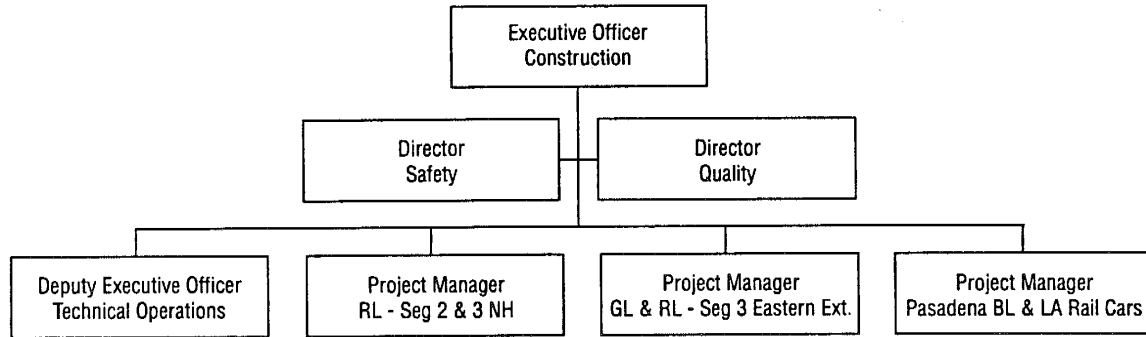 Executive Officer
Construction
Director
Safety
Director
Quality
Deputy Executive Officer
Technical Operations
Project Manager
RL - Seg 2 & 3 NH
Project Manager
GL & RL - Seg 3 Eastern Ext.
Project Manager
Pasadena BL & LA Rail Cars